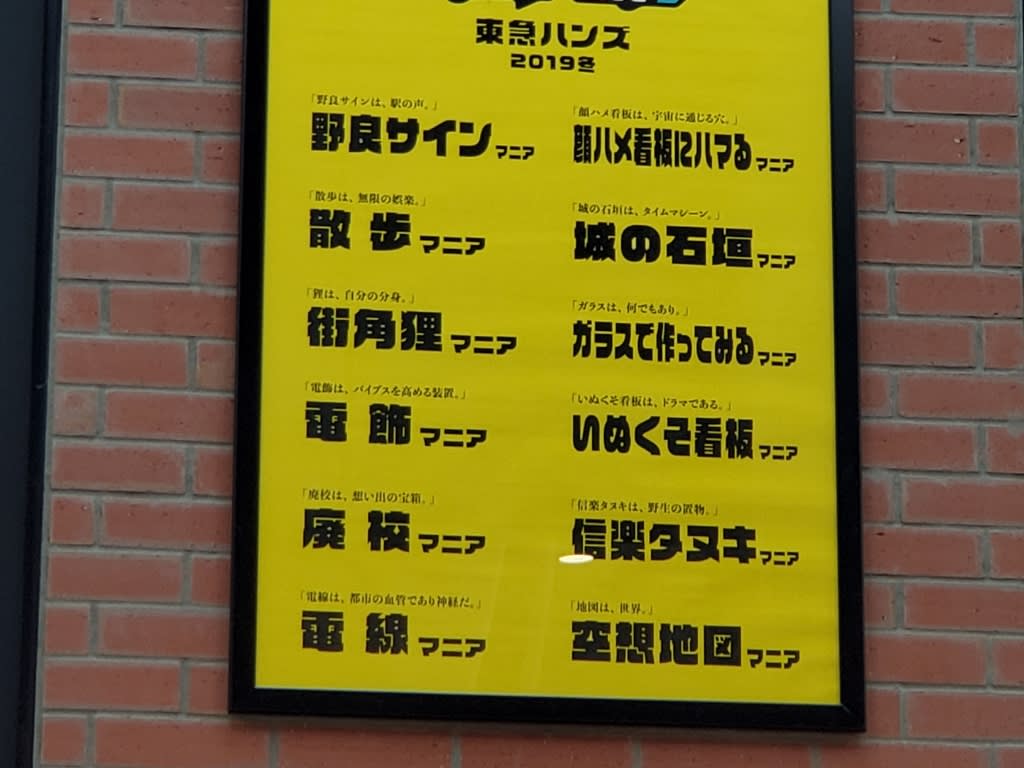 東急ハンズ
2019冬
「野良サインは、駅の声。」
野良サインマニア
「散歩は、無限の娯楽。」
散歩マニア
「狸は、自分の分身。」
街角狸マニア
「電飾は、バイブスを高める装置。」
電飾マニア
「廃校は、想い出の宝箱。」
廃校マニア
「電線は、都市の血管であり神経だ。」
電線マニア
「顔ハメ看板は、宇宙に通じる穴。」
顔ハメ看板にハマるマニア
「城の石垣は、タイムマシーン。」
城の石垣マニア
「ガラスは、何でもあり。」
ガラスで作ってみるマニア
「いぬくそ看板は、ドラマである。」
いぬくそ看板マニア
「信楽タヌキは、野生の置物。」
信楽タヌキマニア
「地図は、世界。」
空想地図マニア